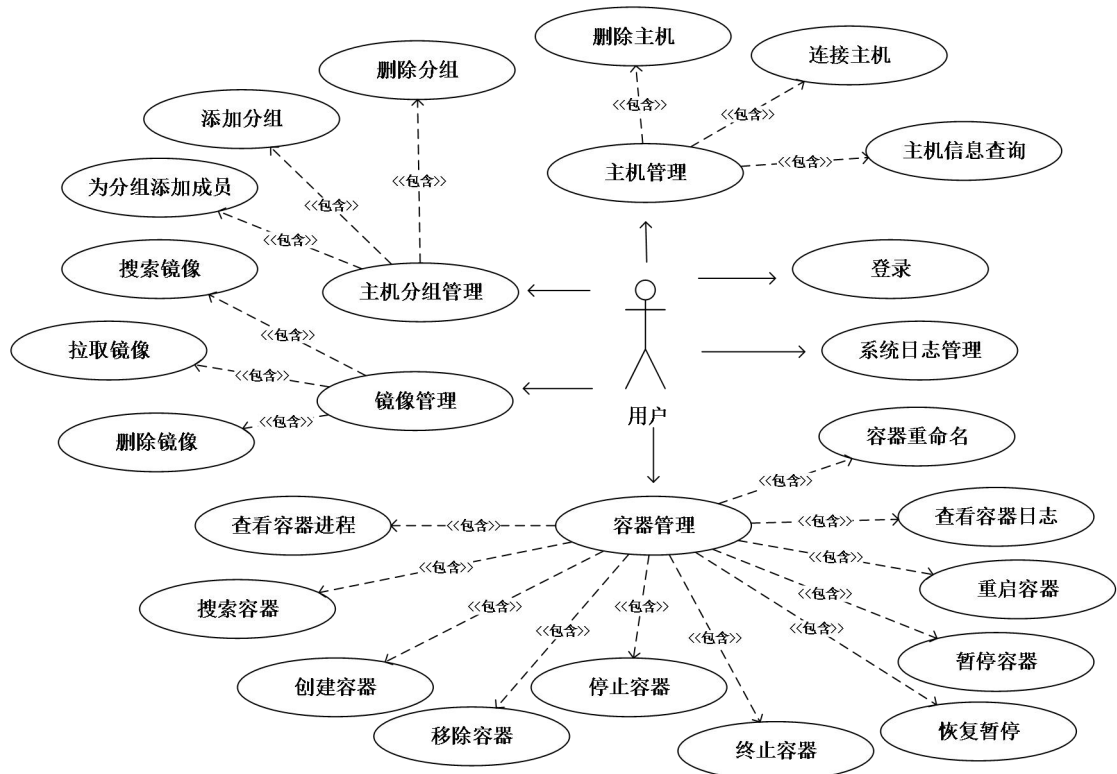 删除主机
连接主机
删除分组
<<包含>>
<<包含>>
添加分组
主机信息查询
<<包含>>
主机管理
为分组添加成员
<<包含>>
<<包含>>
<<包含>>
搜索镜像
登录
主机分组管理
<<包含>>
拉取镜像
系统日志管理
<<包含>>
镜像管理
用户
<<包含>>
删除镜像
容器重命名
<<包含>>
查看容器进程
<<包含>>
容器管理
<<包含>>
查看容器日志
<<包含>>
<<包含>>
重启容器
搜索容器
<<包含>>
<<包含>>
<<包含>>
<<包含>>
<<包含>>
<<包含>>
暂停容器
创建容器
停止容器
移除容器
终止容器
恢复暂停